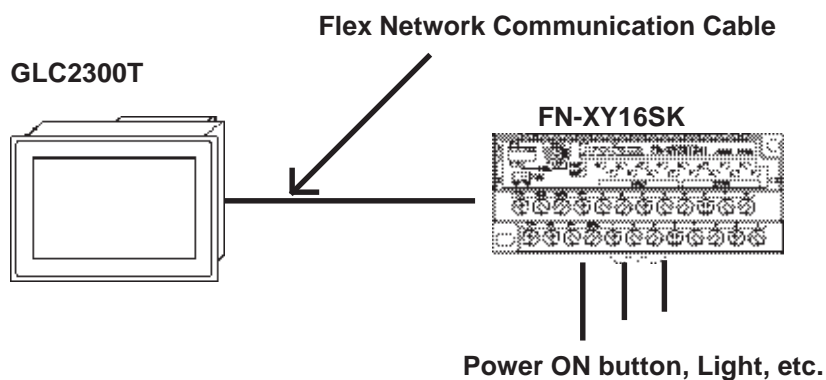 Flex Network Communication Cable
GLC2300T
FN-XY16SK
Power ON button, Light, etc.